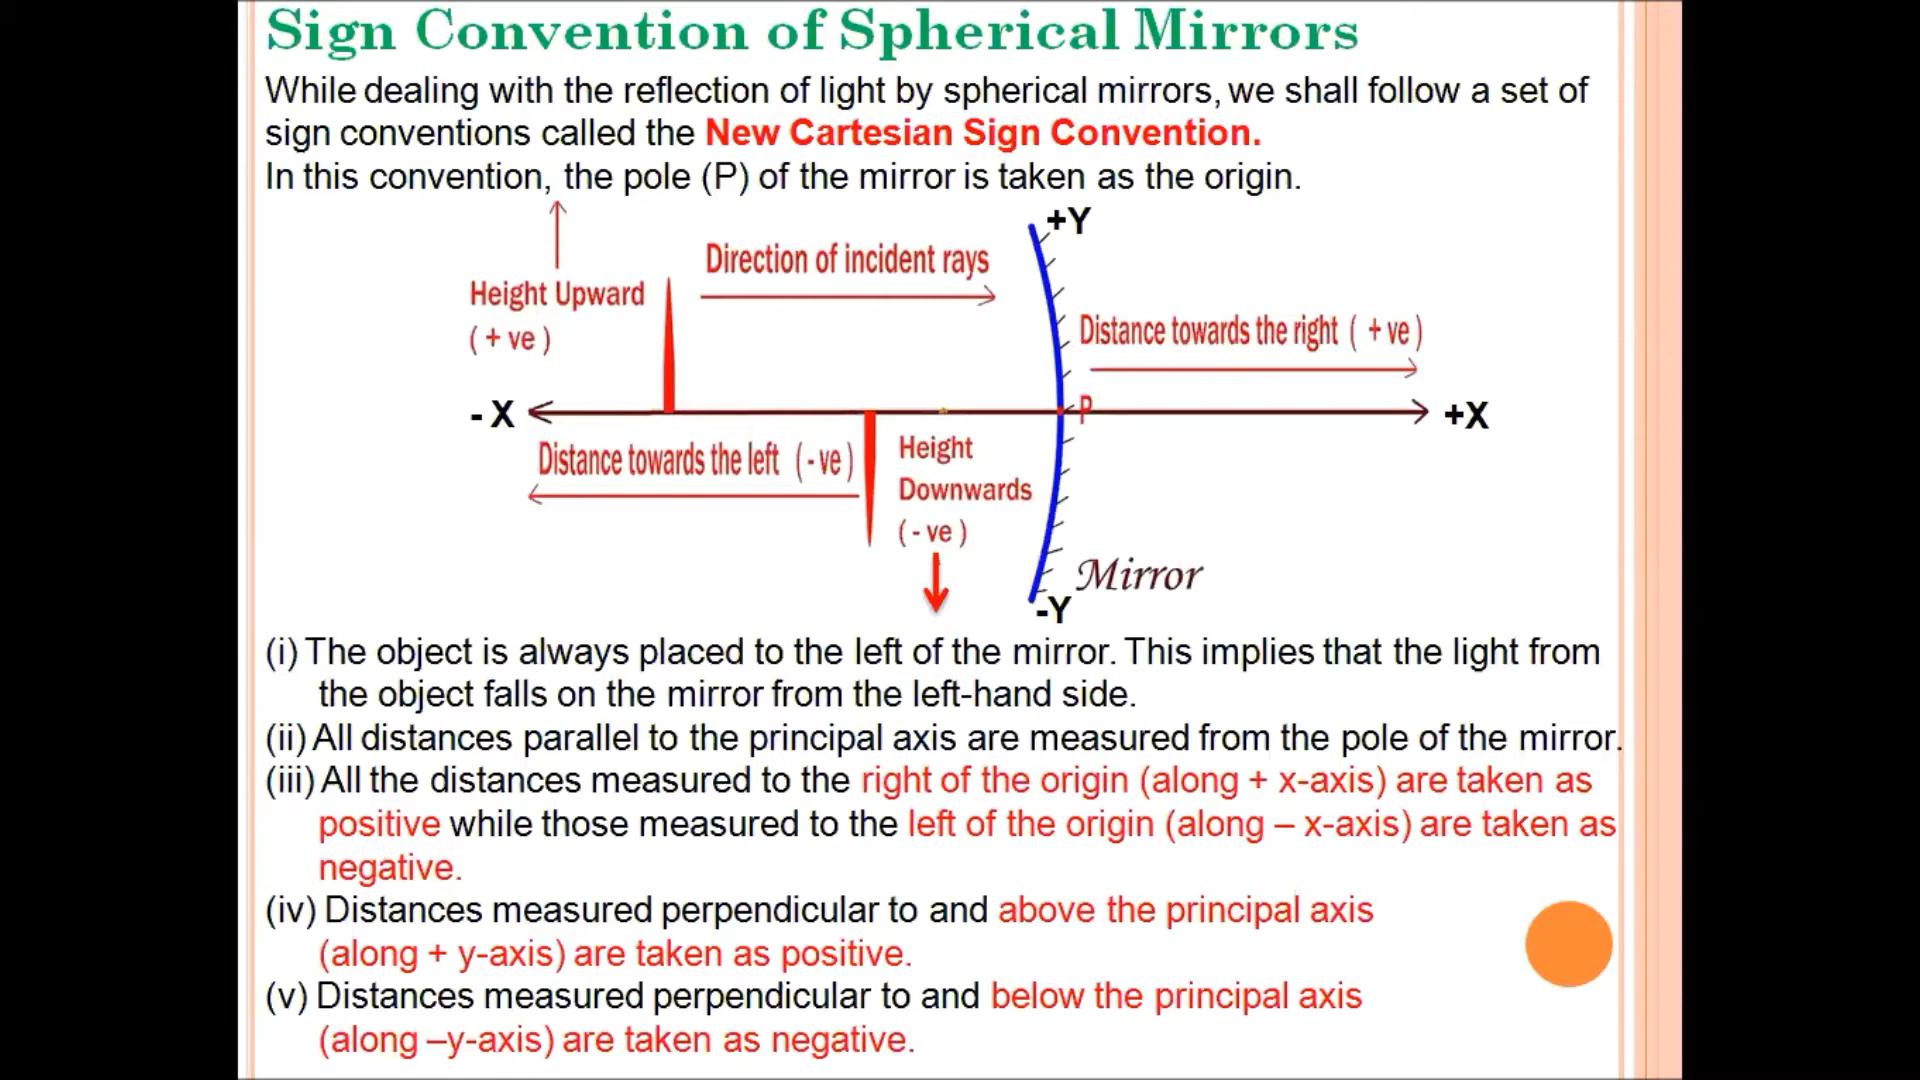 Sign Convention of Spherical Mirrors
While dealing with the reflection of light by spherical mirrors, we shall follow a set of
sign conventions called the New Cartesian Sign Convention.
In this convention, the pole (P) of the mirror is taken as the origin.
+Y
Direction of incident rays
Height Upward
( + ve )
Distance towards the right ( + ve )
- X
P
+X
Distance towards the left ( - ve )
Height
Downwards
( - ve )
Mirror
-Y
(i) The object is always placed to the left of the mirror. This implies that the light from
the object falls on the mirror from the left-hand side.
(ii) All distances parallel to the principal axis are measured from the pole of the mirror.
(iii) All the distances measured to the right of the origin (along + x-axis) are taken as
positive while those measured to the left of the origin (along – x-axis) are taken as
negative.
(iv) Distances measured perpendicular to and above the principal axis
(along + y-axis) are taken as positive.
(v) Distances measured perpendicular to and below the principal axis
(along –y-axis) are taken as negative.